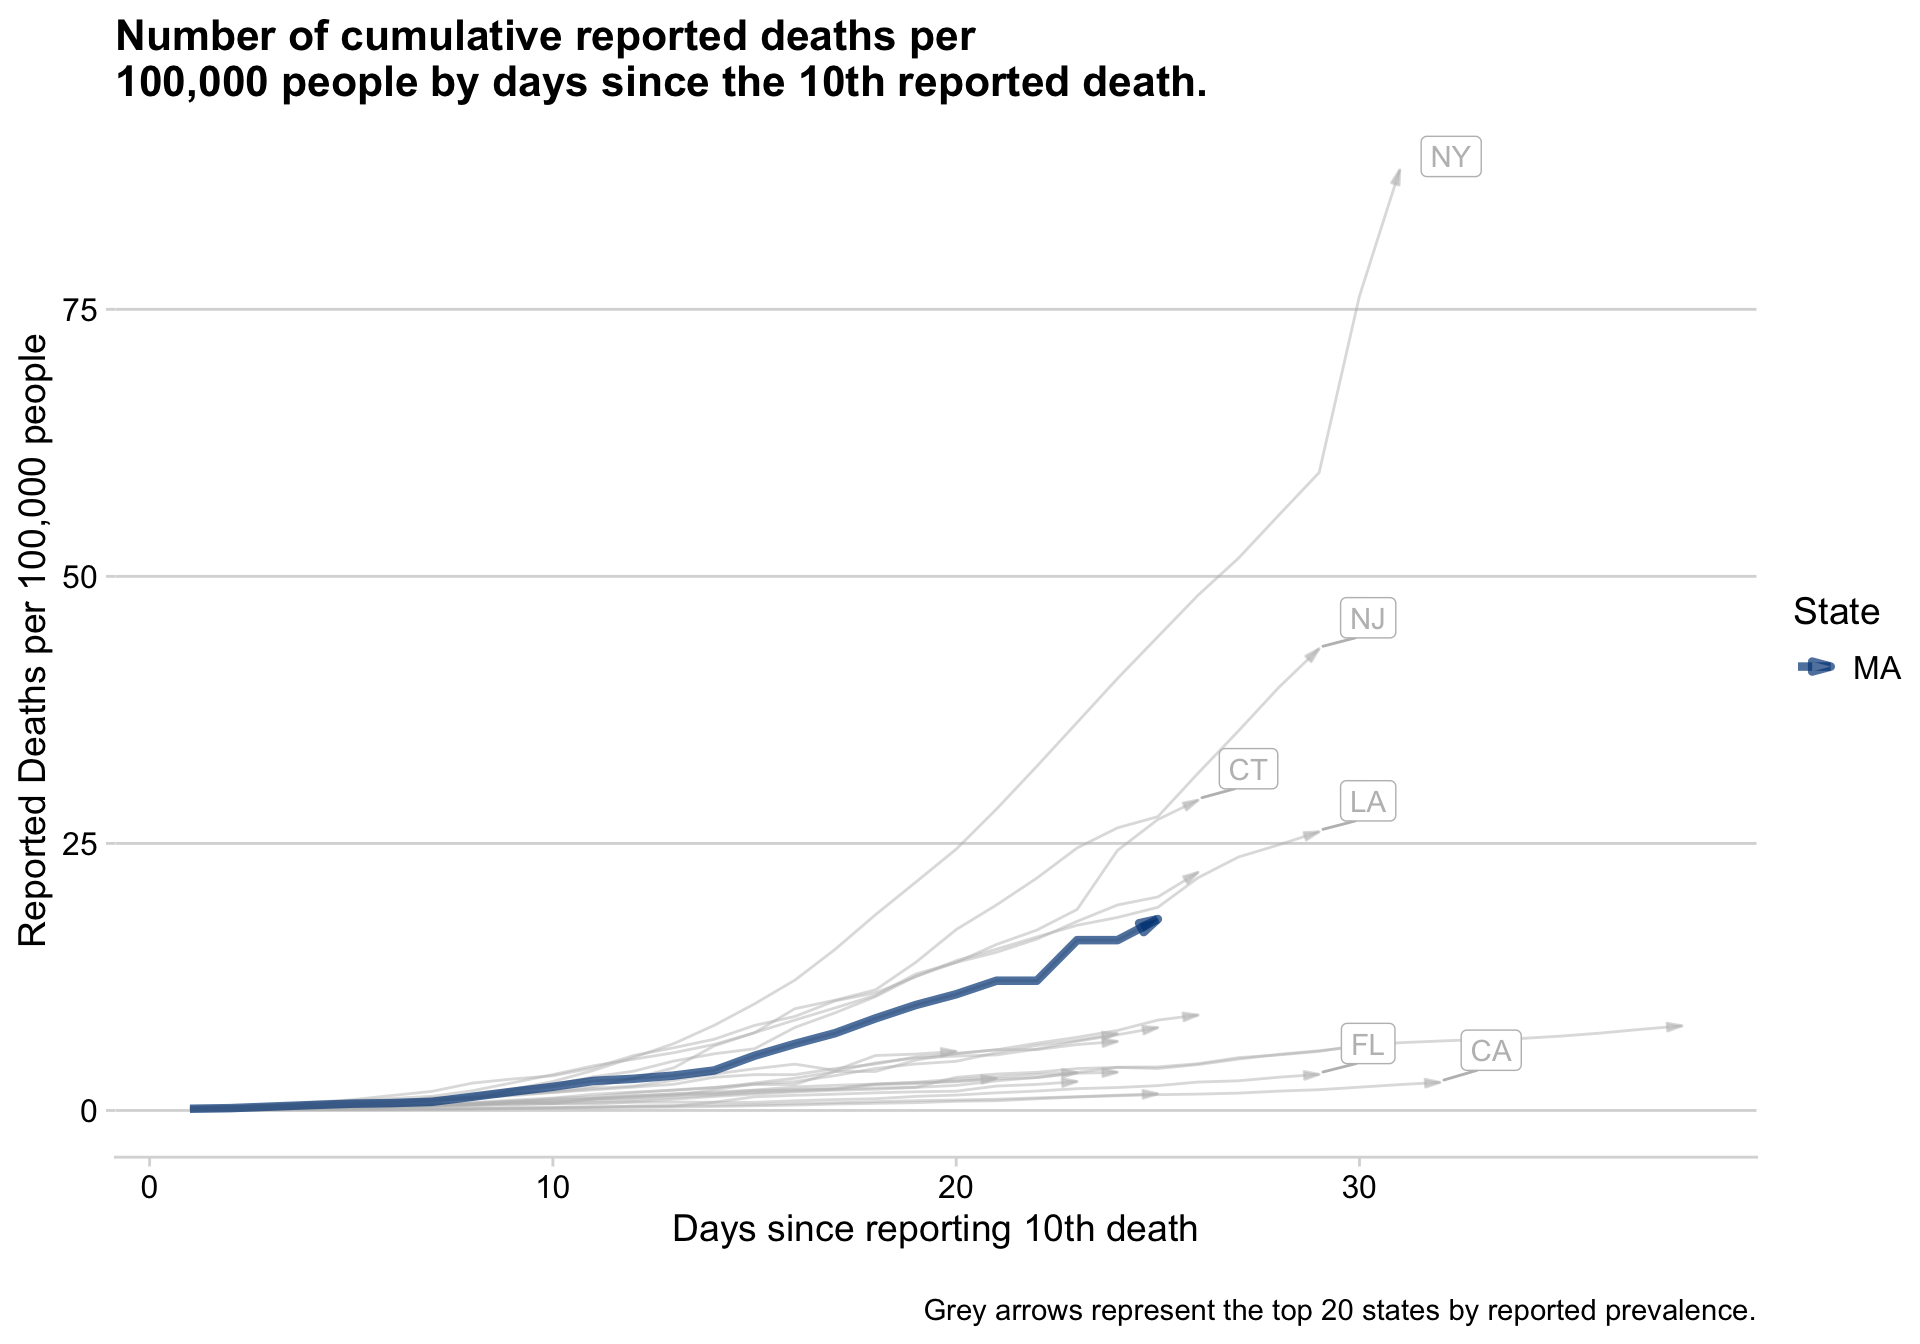 Number of cumulative reported deaths per
100,000 people by days since the 10th reported death.
NY
75
Reported Deaths per 100,000 people
50
NJ
State
MA
CT
LA
25
FL
CA
0
0 10 20 30
Days since reporting 10th death
Grey arrows represent the top 20 states by reported prevalence.